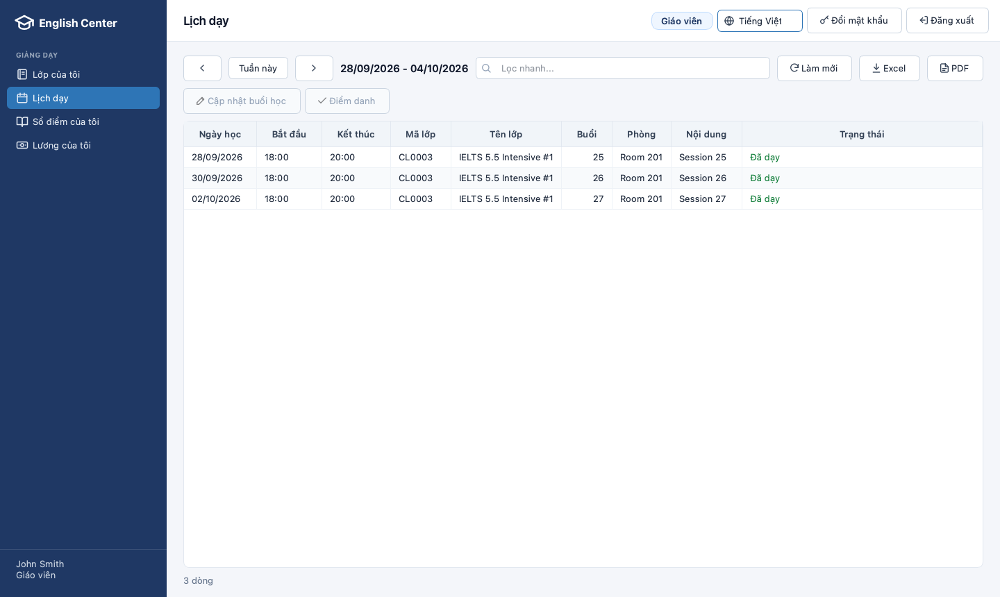 English Center
GIẢNG DẠY
Lớp của tôi
Lịch dạy
Sổ điểm của tôi
Lương của tôi
John Smith
Giáo viên
Lịch dạy
Giáo viên
Tiếng Việt
Đổi mật khẩu
Đăng xuất
Tuần này
28/09/2026 - 04/10/2026
Lọc nhanh...
Làm mới
Excel
PDF
Cập nhật buổi học
Điểm danh
Ngày học Bắt đầu Kết thúc Mã lớp Tên lớp Buổi Phòng Nội dung Trạng thái
28/09/2026 18:00 20:00 CL0003 IELTS 5.5 Intensive #1 25 Room 201 Session 25 Đã dạy
30/09/2026 18:00 20:00 CL0003 IELTS 5.5 Intensive #1 26 Room 201 Session 26 Đã dạy
02/10/2026 18:00 20:00 CL0003 IELTS 5.5 Intensive #1 27 Room 201 Session 27 Đã dạy
3 dòng